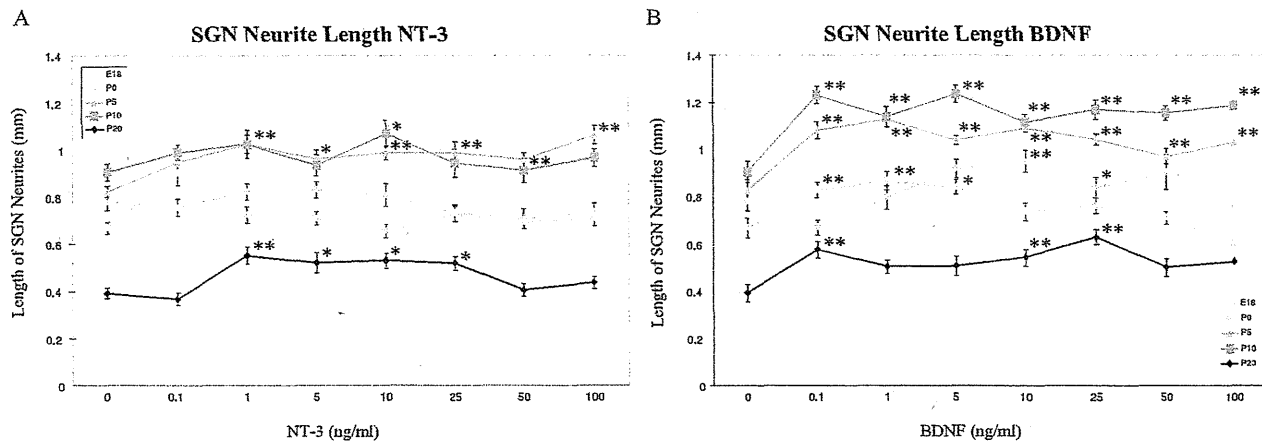 A
SGN Neurite Length NT-3
Length of SGN Neurites (mm)
1.4
1.2
1
0.8
0.6
0.4
0.2
0
E18
P0
P5
P10
P20
** * * ** ** ** **
** * * *
0 0.1 1 5 10 25 50 100
NT-3 (ng/ml)
B
SGN Neurite Length BDNF
Length of SGN Neurites (mm)
1.4
1.2
1
0.8
0.6
0.4
0.2
0
** ** ** ** ** ** **
** ** ** ** ** ** **
** ** * ** *
** ** **
E18
P0
P5
P10
P20
0 0.1 1 5 10 25 50 100
BDNF (ng/ml)